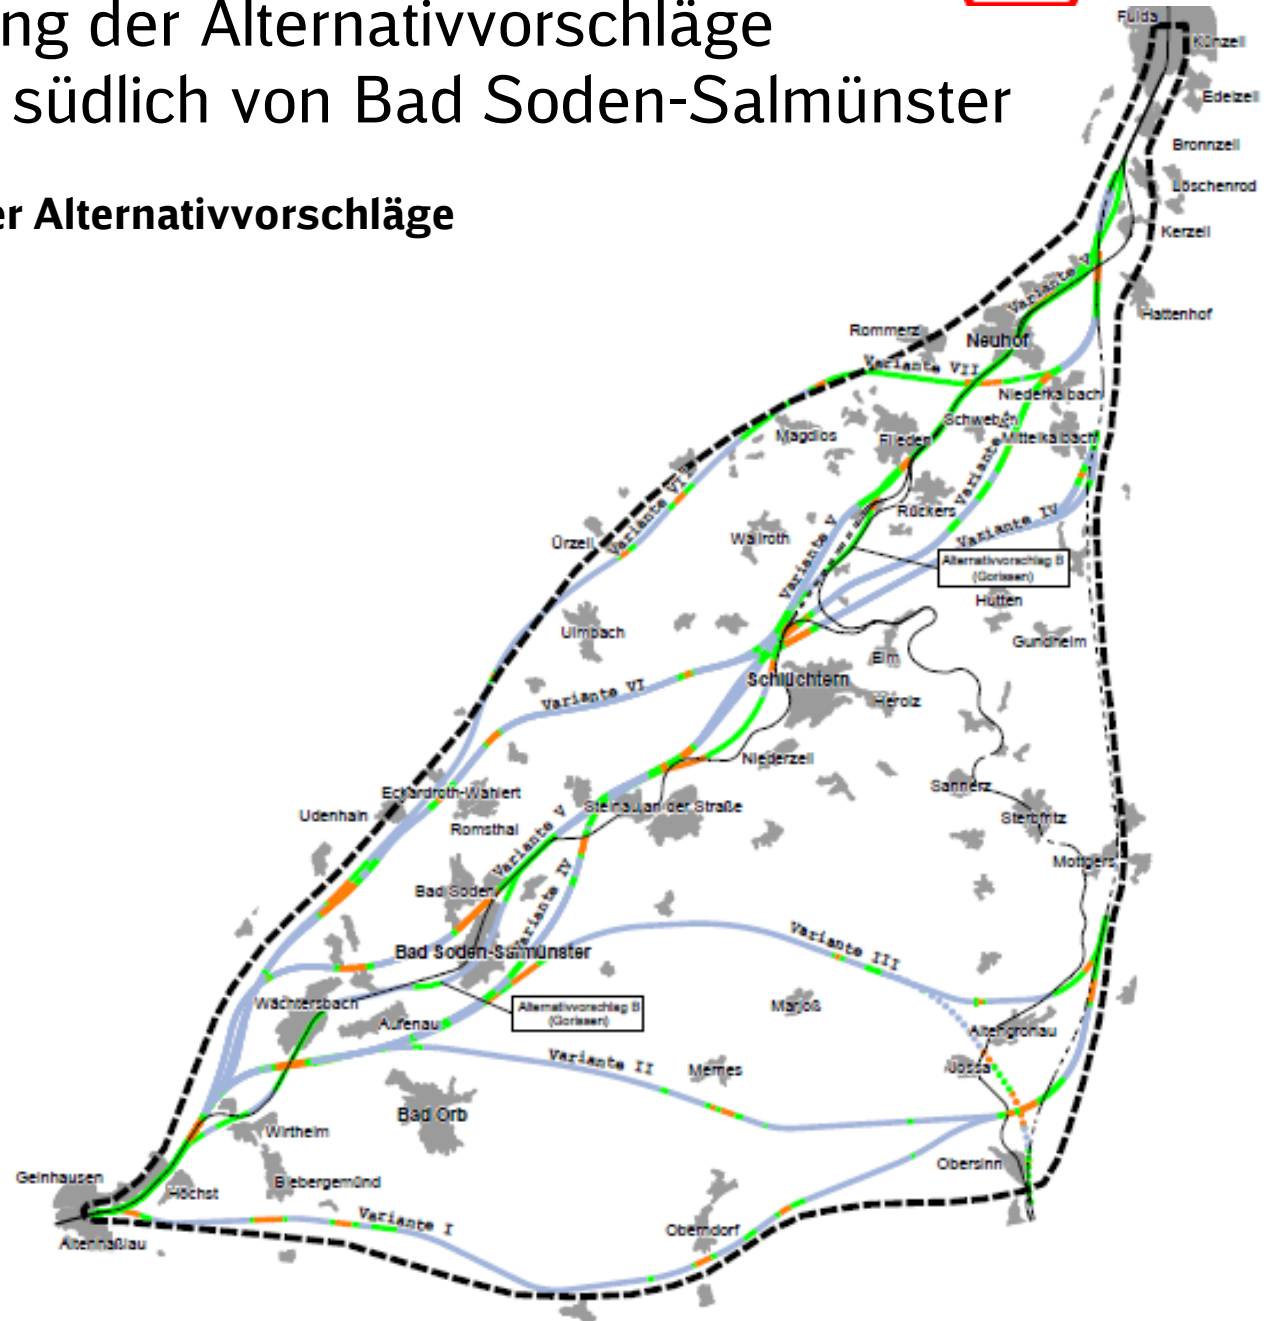 ng der Alternativvorschläge
südlich von Bad Soden-Salmünster
er Alternativvorschläge
Fulda
Künzell
Edelzell
Bronnzell
Löschenrod
Kerzell
Variante V
Hattenhof
Rommerz
Neuhof
Variante VII
Niederkalbach
Schweben
Magdlos
Flieden
Mittelkalbach
Variante
Variante VII
Rückers
Variante IV
Ürzell
Wallroth
Variante V
Alternativvorschlag B
(Gorissen)
Hutten
Ulmbach
Gundhelm
Elm
Schlüchtern
Variante VI
Herolz
Niederzell
Eckardroth-Wahlert
Sannerz
Steinau an der Straße
Udenhain
Sterbfritz
Romsthal
Variante V
Mottgers
Bad Soden
Variante IV
Bad Soden-Salmünster
Variante III
Wächtersbach
Alternativvorschlag B
(Gorissen)
Marjoß
Aufenau
Altengronau
Variante II
Mernes
Jossa
Bad Orb
Wirtheim
Obersinn
Gelnhausen
Höchst
Biebergemünd
Variante I
Oberndorf
Altenhaßlau